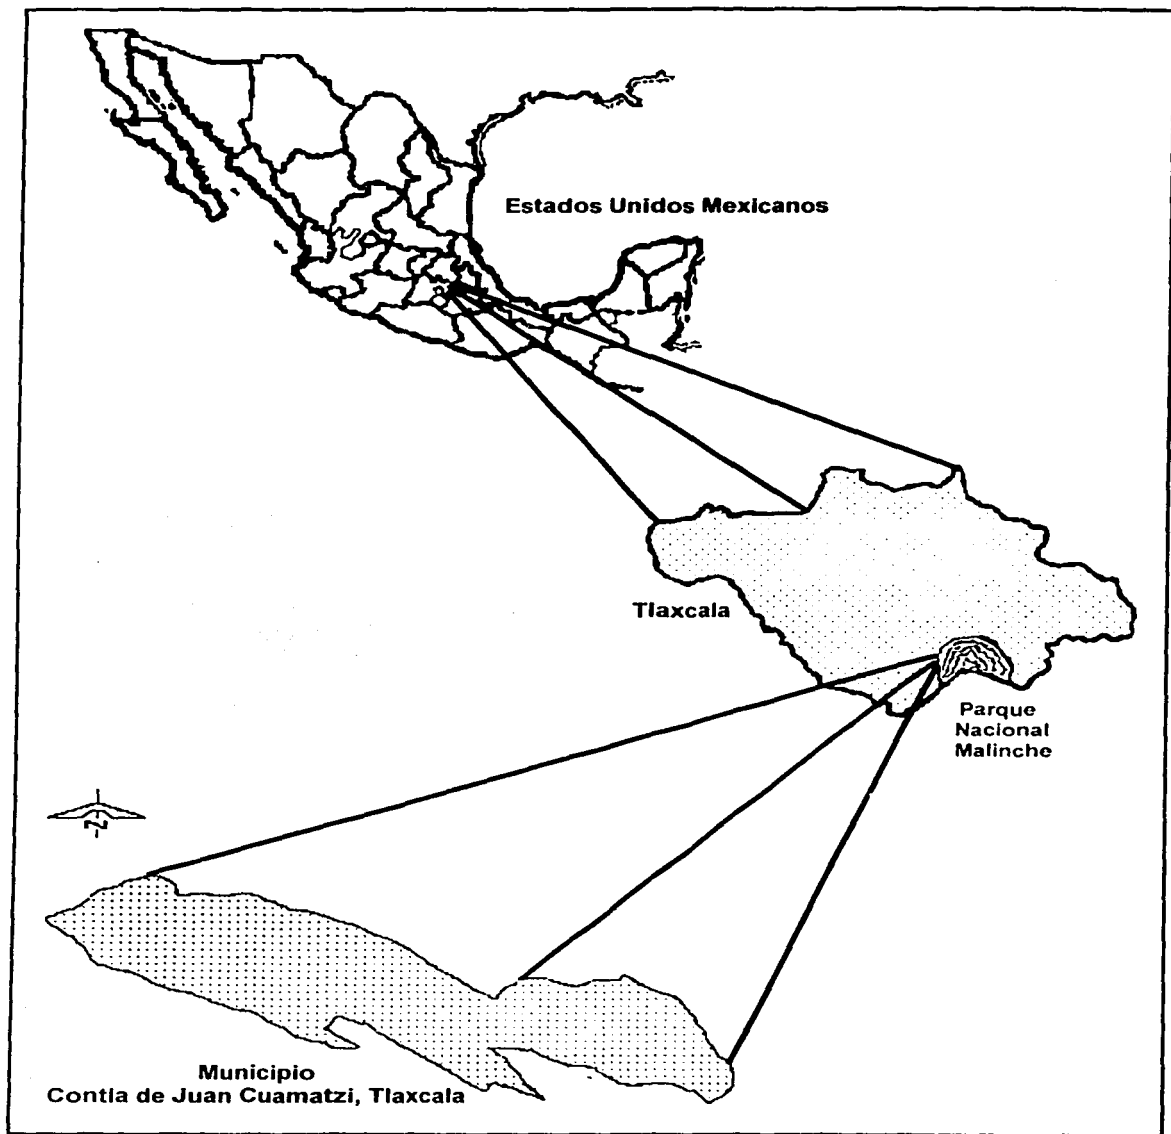 Estados Unidos Mexicanos
Tlaxcala
Parque
Nacional
Malinche
N
Municipio
Contla de Juan Cuamatzi, Tlaxcala